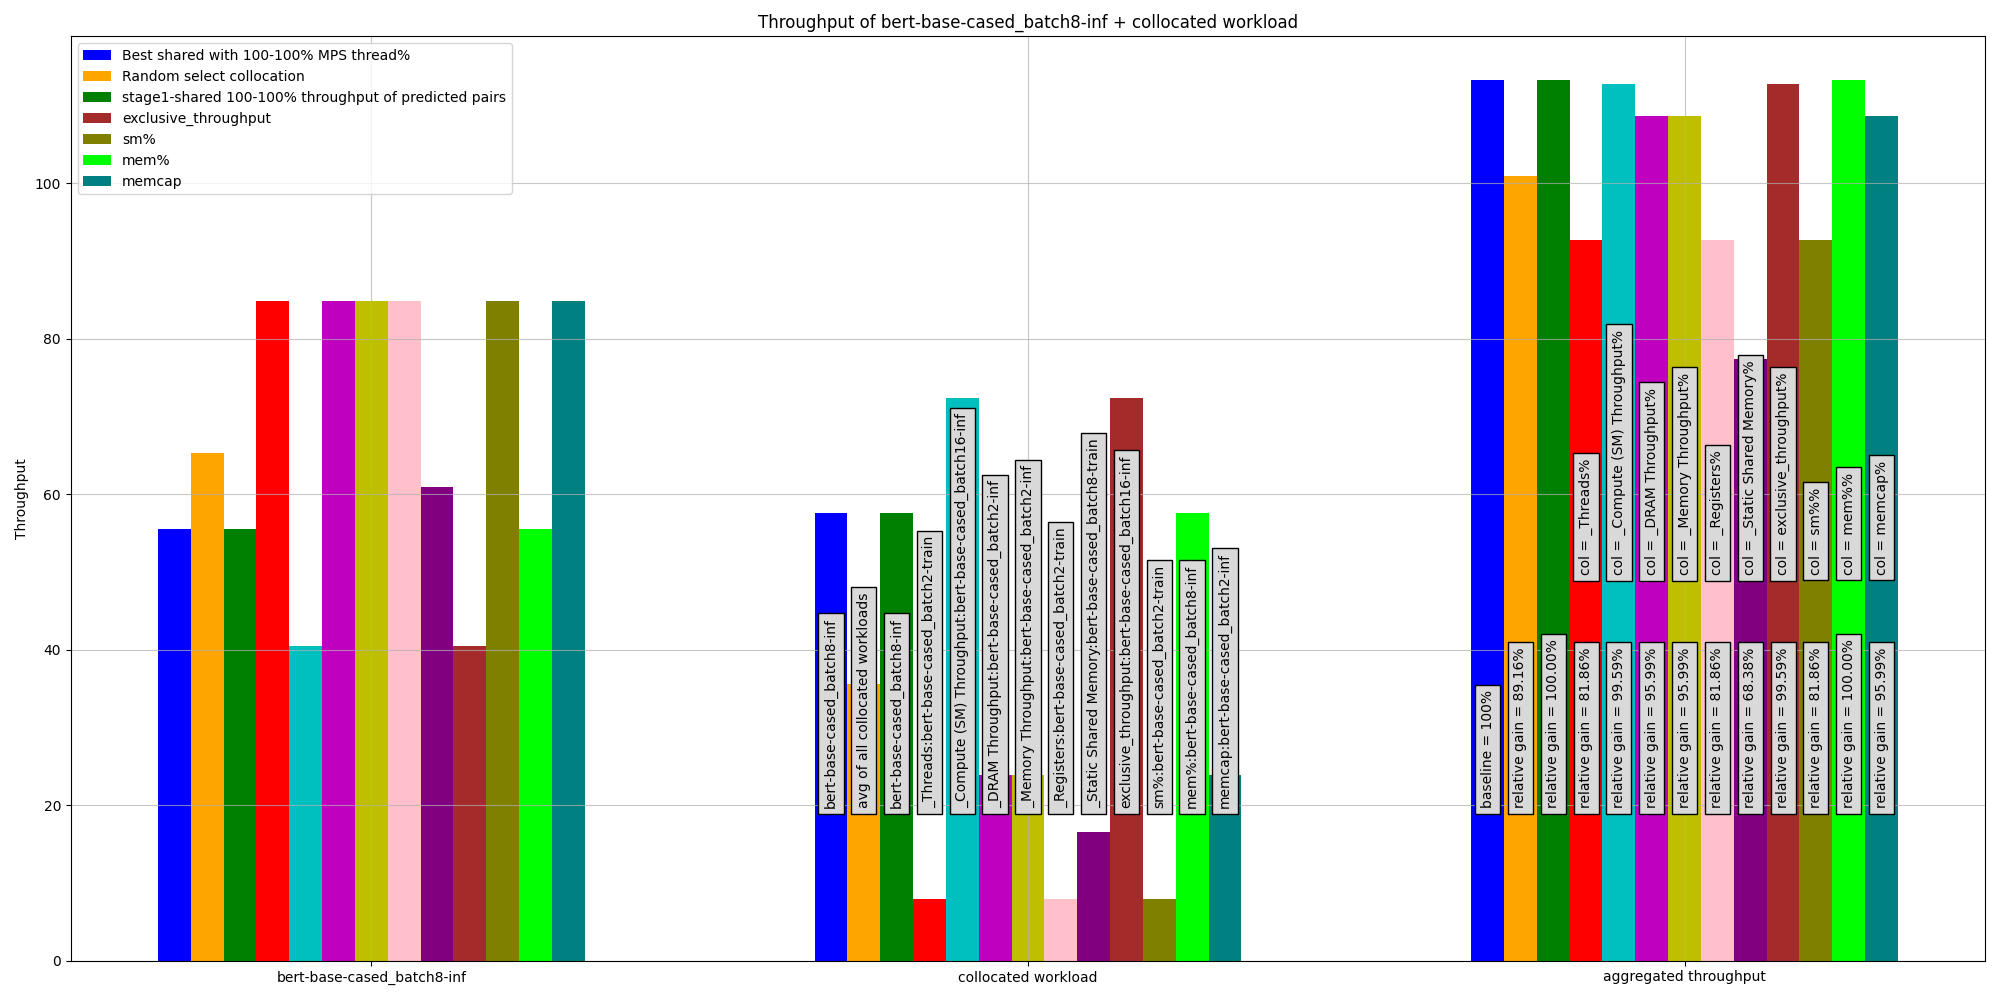 Throughput of bert-base-cased_batch8-inf + collocated workload
Best shared with 100-100% MPS thread%
Random select collocation
stage1-shared 100-100% throughput of predicted pairs
exclusive_throughput
sm%
mem%
memcap
Throughput
100
80
60
40
20
0
bert-base-cased_batch8-inf
avg of all collocated workloads
bert-base-cased_batch8-inf
_Threads:bert-base-cased_batch2-train
_Compute (SM) Throughput:bert-base-cased_batch16-inf
_DRAM Throughput:bert-base-cased_batch2-inf
_Memory Throughput:bert-base-cased_batch2-inf
_Registers:bert-base-cased_batch2-train
_Static Shared Memory:bert-base-cased_batch8-train
exclusive_throughput:bert-base-cased_batch16-inf
sm%:bert-base-cased_batch2-train
mem%:bert-base-cased_batch8-inf
memcap:bert-base-cased_batch2-inf
col = _Threads%
col = _Compute (SM) Throughput%
col = _DRAM Throughput%
col = _Memory Throughput%
col = _Registers%
col = _Static Shared Memory%
col = exclusive_throughput%
col = sm%%
col = mem%%
col = memcap%
baseline = 100%
relative gain = 89.16%
relative gain = 100.00%
relative gain = 81.86%
relative gain = 99.59%
relative gain = 95.99%
relative gain = 95.99%
relative gain = 81.86%
relative gain = 68.38%
relative gain = 99.59%
relative gain = 81.86%
relative gain = 100.00%
relative gain = 95.99%
bert-base-cased_batch8-inf
collocated workload
aggregated throughput